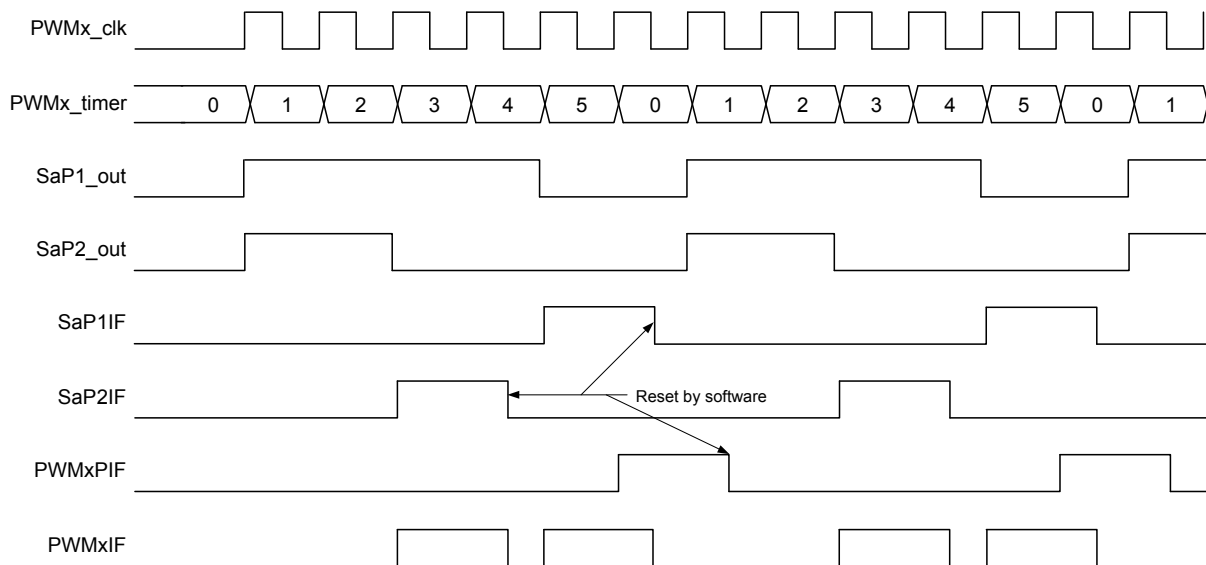 PWMx_clk
PWMx_timer 0 1 2 3 4 5 0 1 2 3 4 5 0 1
SaP1_out
SaP2_out
SaP1IF
SaP2IF Reset by software
PWMxPIF
PWMxIF